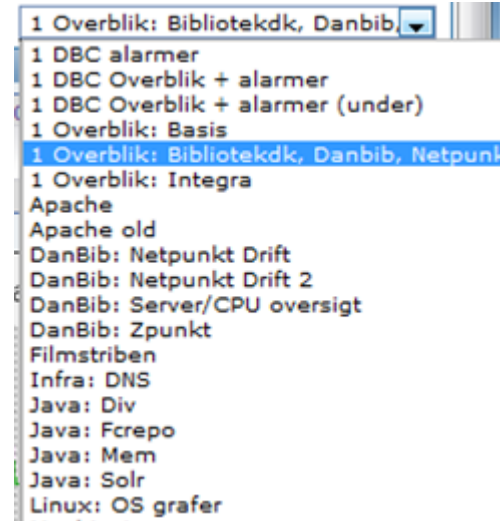 1 Overblik: Bibliotekdk, Danbib,
1 DBC alarmer
1 DBC Overblik + alarmer
1 DBC Overblik + alarmer (under)
1 Overblik: Basis
1 Overblik: Bibliotekdk, Danbib, Netpunk
1 Overblik: Integra
Apache
Apache old
DanBib: Netpunkt Drift
DanBib: Netpunkt Drift 2
DanBib: Server/CPU oversigt
DanBib: Zpunkt
Filmstriben
Infra: DNS
Java: Div
Java: Fcrepo
Java: Mem
Java: Solr
Linux: OS grafer